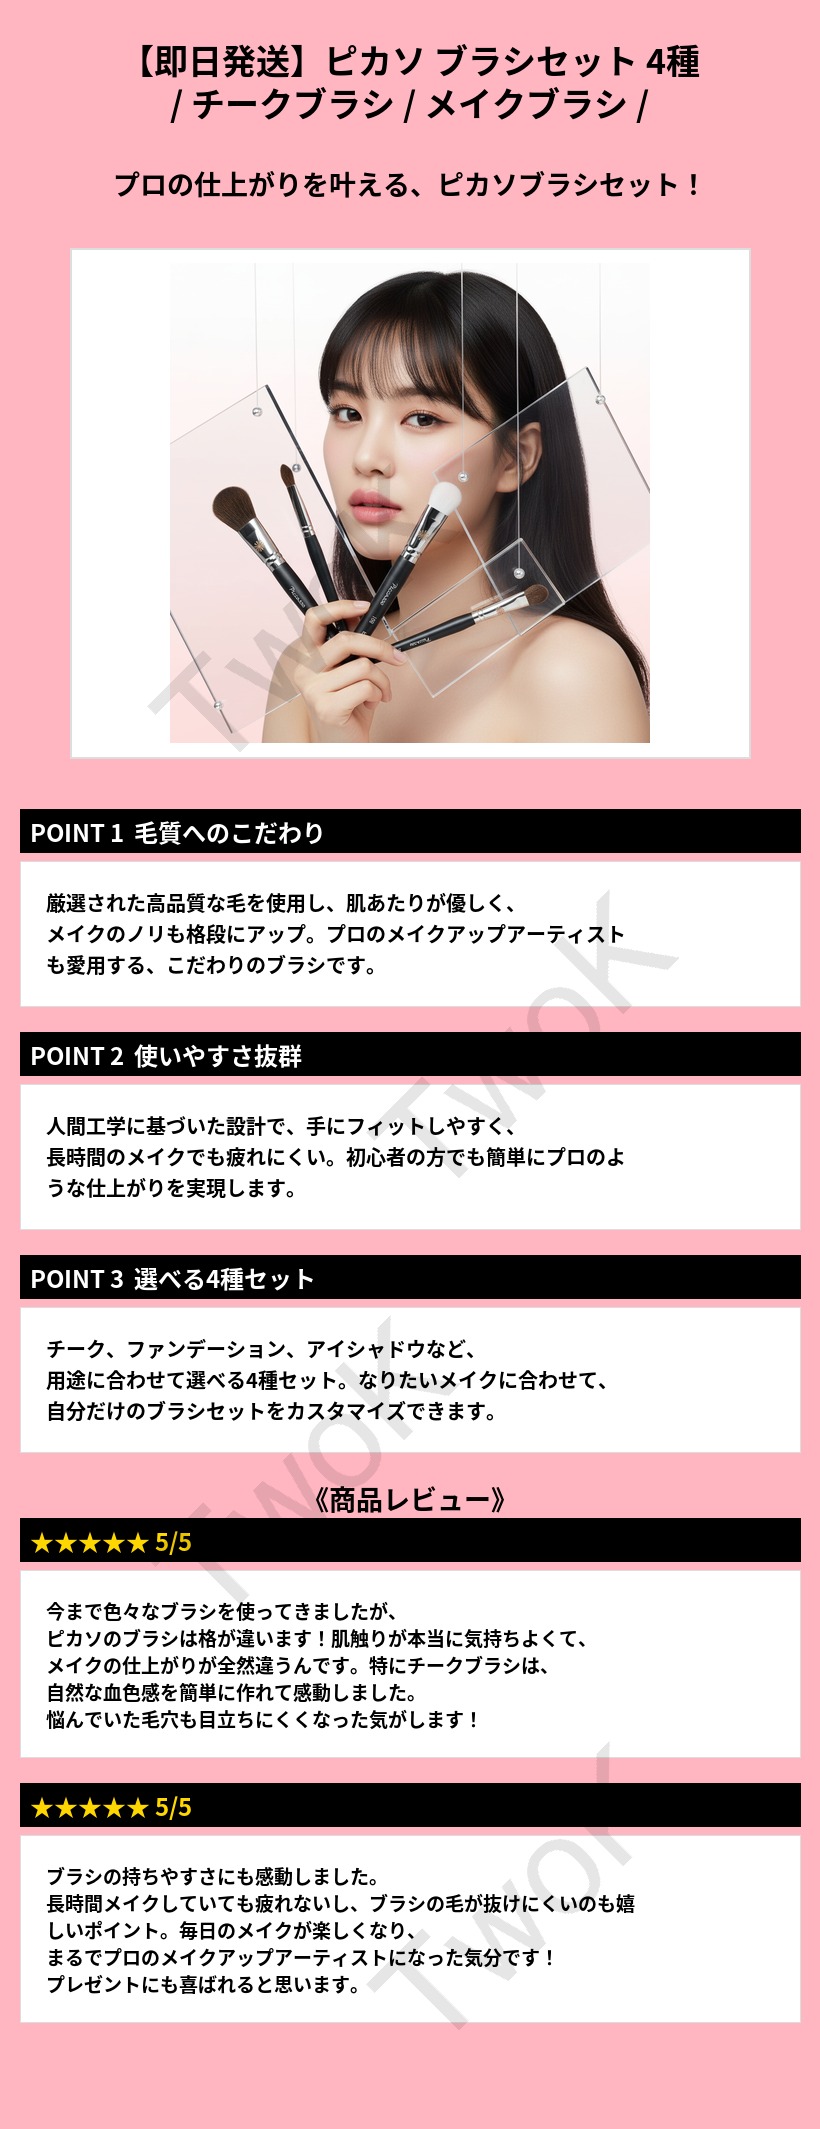 【即日発送】ピカソ ブラシセット 4種
/ チークブラシ / メイクブラシ /
プロの仕上がりを叶える、ピカソブラシセット！
TwoK
POINT 1 毛質へのこだわり
厳選された高品質な毛を使用し、肌あたりが優しく、
メイクのノリも格段にアップ。プロのメイクアップアーティスト
も愛用する、こだわりのブラシです。
TwoK
POINT 2 使いやすさ抜群
人間工学に基づいた設計で、手にフィットしやすく、
長時間のメイクでも疲れにくい。初心者の方でも簡単にプロのよ
うな仕上がりを実現します。
POINT 3 選べる4種セット
チーク、ファンデーション、アイシャドウなど、
用途に合わせて選べる4種セット。なりたいメイクに合わせて、
自分だけのブラシセットをカスタマイズできます。
TwoK
《商品レビュー》
★★★★★ 5/5
今まで色々なブラシを使ってきましたが、
ピカソのブラシは格が違います！肌触りが本当に気持ちよくて、
メイクの仕上がりが全然違うんです。特にチークブラシは、
自然な血色感を簡単に作れて感動しました。
悩んでいた毛穴も目立ちにくくなった気がします！
★★★★★ 5/5
ブラシの持ちやすさにも感動しました。
長時間メイクしていても疲れないし、ブラシの毛が抜けにくいのも嬉
しいポイント。毎日のメイクが楽しくなり、
まるでプロのメイクアップアーティストになった気分です！
プレゼントにも喜ばれると思います。
TwoK